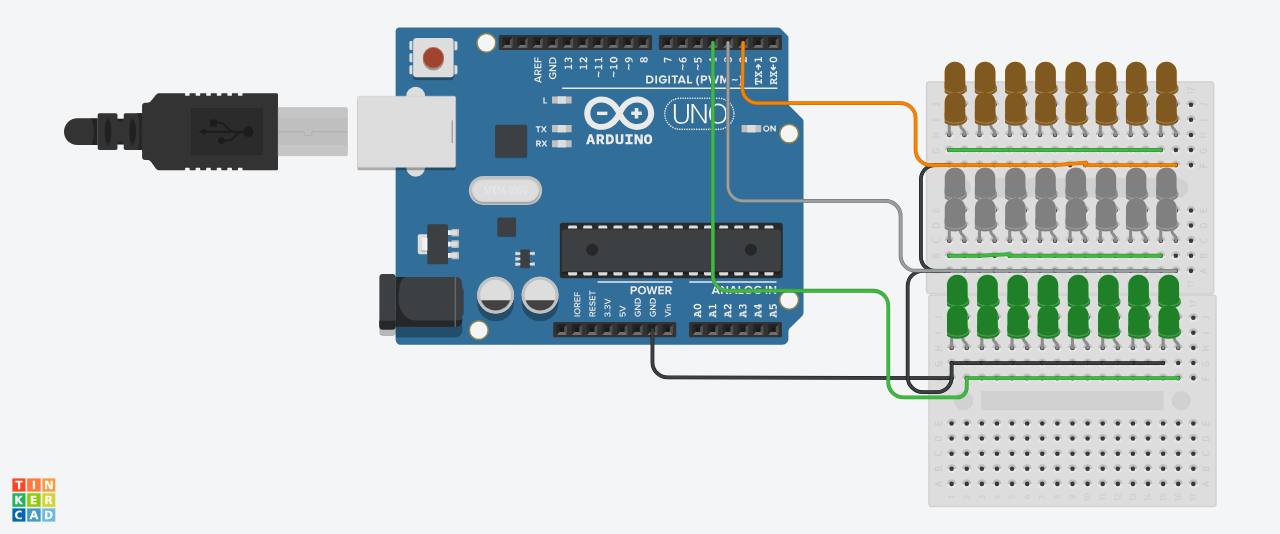 AREF
GND
13
12
~11
~10
~9
8
7
~6
~5
4
2
TX→1
RX←0
DIGITAL (PWM~)
L
TX
RX
ARDUINO
UNO
ON
POWER
ANALOG IN
IOREF
RESET
3.3V
5V
GND
GND
Vin
A0
A1
A2
A3
A4
A5
TIN
KER
CAD